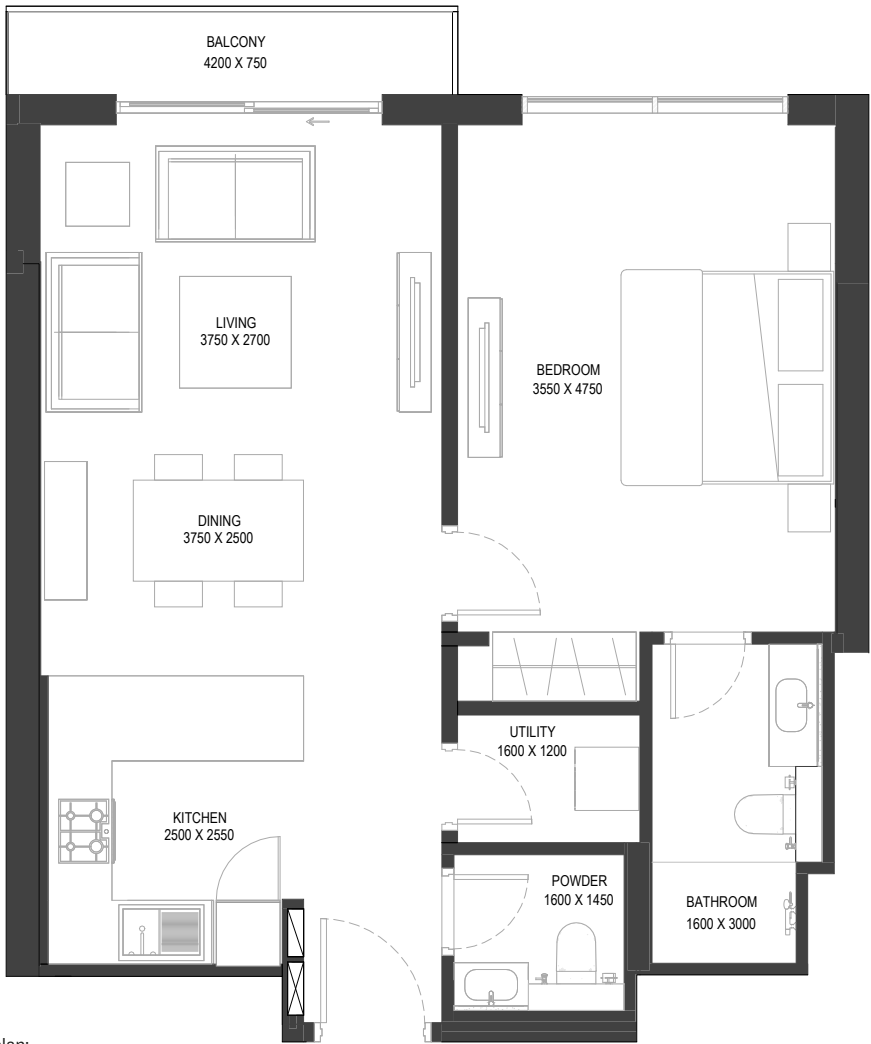 BALCONY
4200 X 750
LIVING
3750 X 2700
BEDROOM
3550 X 4750
DINING
3750 X 2500
UTILITY
1600 X 1200
KITCHEN
2500 X 2550
POWDER
1600 X 1450
BATHROOM
1600 X 3000